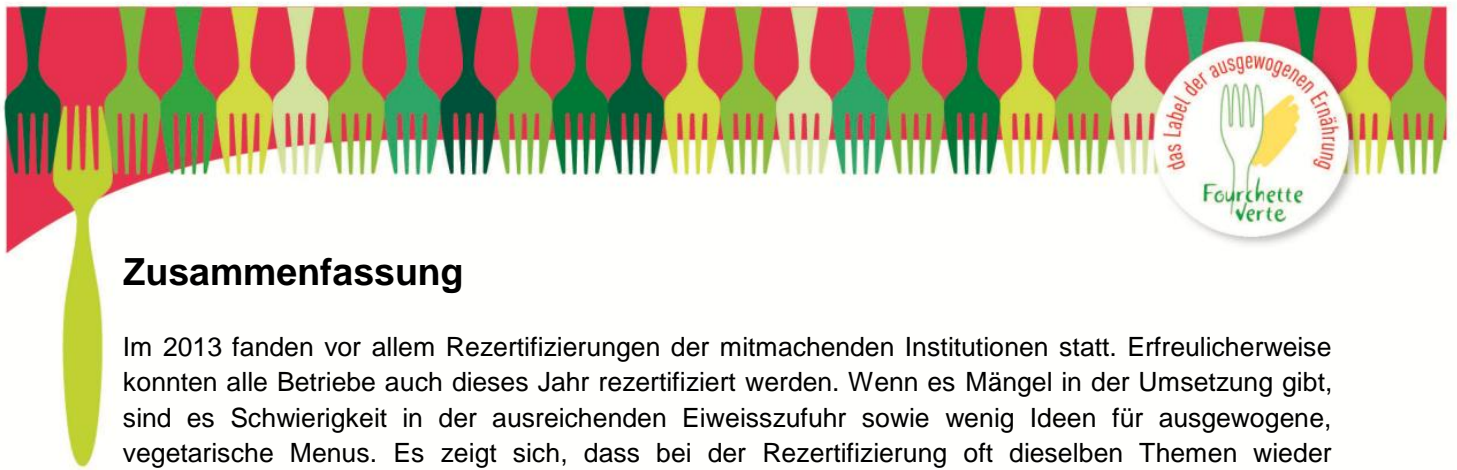 das Label der ausgewogenen Ernährung
Fourchette
verte
Zusammenfassung
Im 2013 fanden vor allem Rezertifizierungen der mitmachenden Institutionen statt. Erfreulicherweise
konnten alle Betriebe auch dieses Jahr rezertifiziert werden. Wenn es Mängel in der Umsetzung gibt,
sind es Schwierigkeit in der ausreichenden Eiweisszufuhr sowie wenig Ideen für ausgewogene,
vegetarische Menus. Es zeigt sich, dass bei der Rezertifizierung oft dieselben Themen wieder